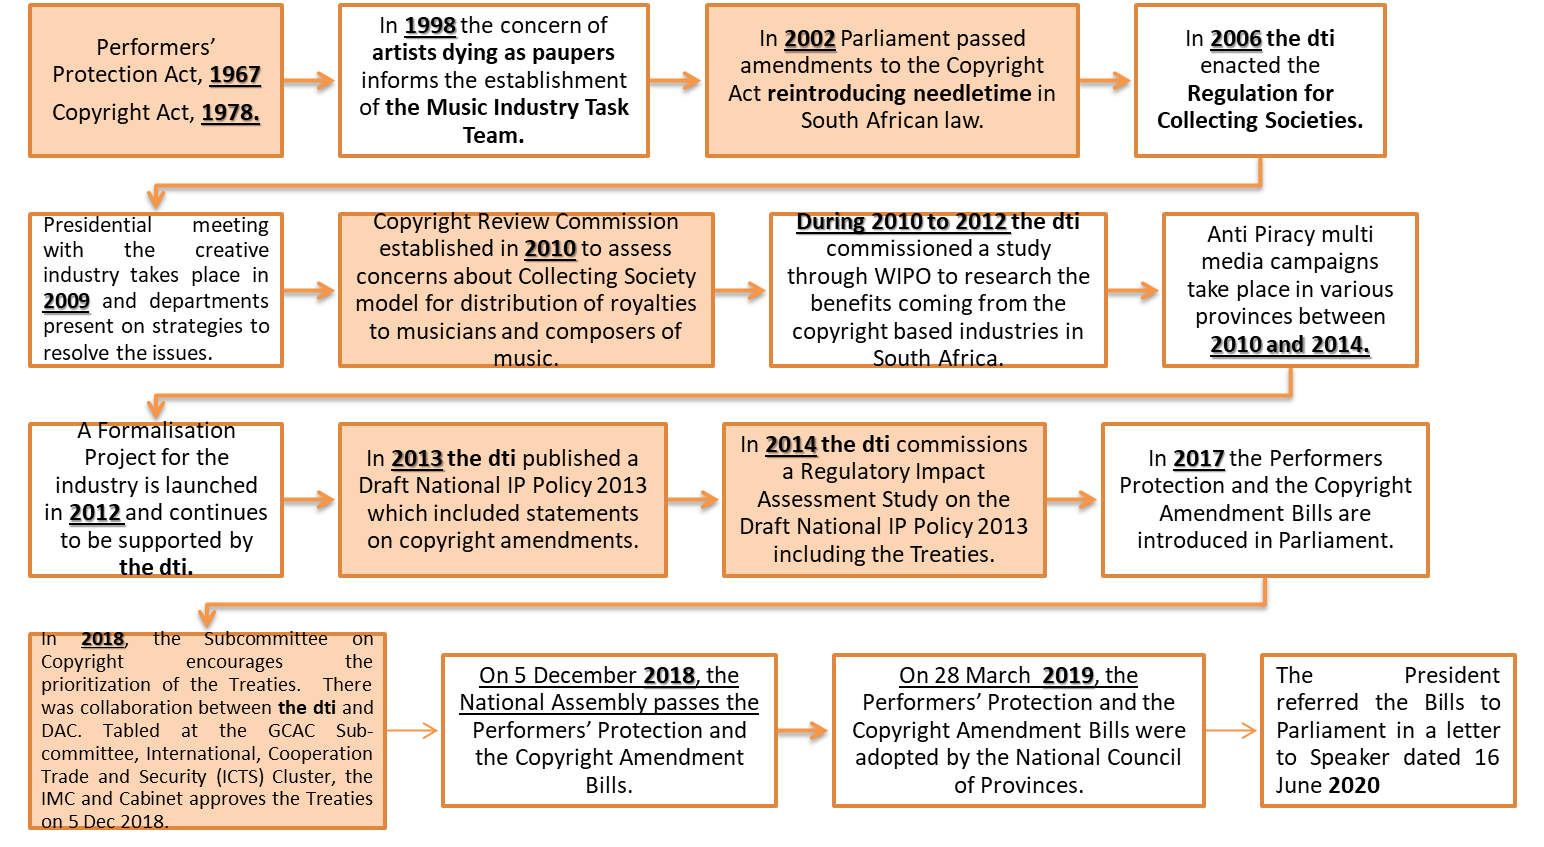 Performers’
Protection Act, 1967
Copyright Act, 1978.
In 1998 the concern of
artists dying as paupers
informs the establishment
of the Music Industry Task
Team.
In 2002 Parliament passed
amendments to the Copyright
Act reintroducing needletime in
South African law.
In 2006 the dti
enacted the
Regulation for
Collecting Societies.
Presidential meeting
with the creative
industry takes place in
2009 and departments
present on strategies to
resolve the issues.
Copyright Review Commission
established in 2010 to assess
concerns about Collecting Society
model for distribution of royalties
to musicians and composers of
music.
During 2010 to 2012 the dti
commissioned a study
through WIPO to research the
benefits coming from the
copyright based industries in
South Africa.
Anti Piracy multi
media campaigns
take place in various
provinces between
2010 and 2014.
A Formalisation
Project for the
industry is launched
in 2012 and continues
to be supported by
the dti.
In 2013 the dti published a
Draft National IP Policy 2013
which included statements
on copyright amendments.
In 2014 the dti commissions
a Regulatory Impact
Assessment Study on the
Draft National IP Policy 2013
including the Treaties.
In 2017 the Performers
Protection and the Copyright
Amendment Bills are
introduced in Parliament.
In 2018, the Subcommittee on
Copyright encourages the
prioritization of the Treaties. There
was collaboration between the dti and
DAC. Tabled at the GCAC Sub-
committee, International, Cooperation
Trade and Security (ICTS) Cluster, the
IMC and Cabinet approves the Treaties
on 5 Dec 2018.
On 5 December 2018, the
National Assembly passes the
Performers’ Protection and
the Copyright Amendment
Bills.
On 28 March 2019, the
Performers’ Protection and the
Copyright Amendment Bills were
adopted by the National Council
of Provinces.
The President
referred the Bills to
Parliament in a letter
to Speaker dated 16
June 2020